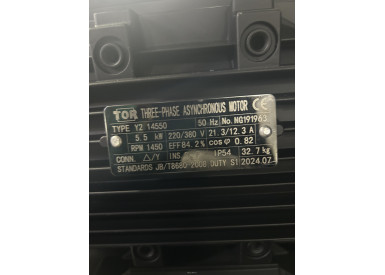 TOR THREE-PHASE ASYNCHRONOUS MOTOR CE
TYPE Y2 14550 50 Hz No. NG191963
5.5 kW 220/380 V 21.3/12.3 A
RPM 1450 EFF 84.2% cosφ 0.82
CONN. △/Y INS. IP54 32.7 kg
STANDARDS JB/T8680-2008 DUTY S1 2024.07